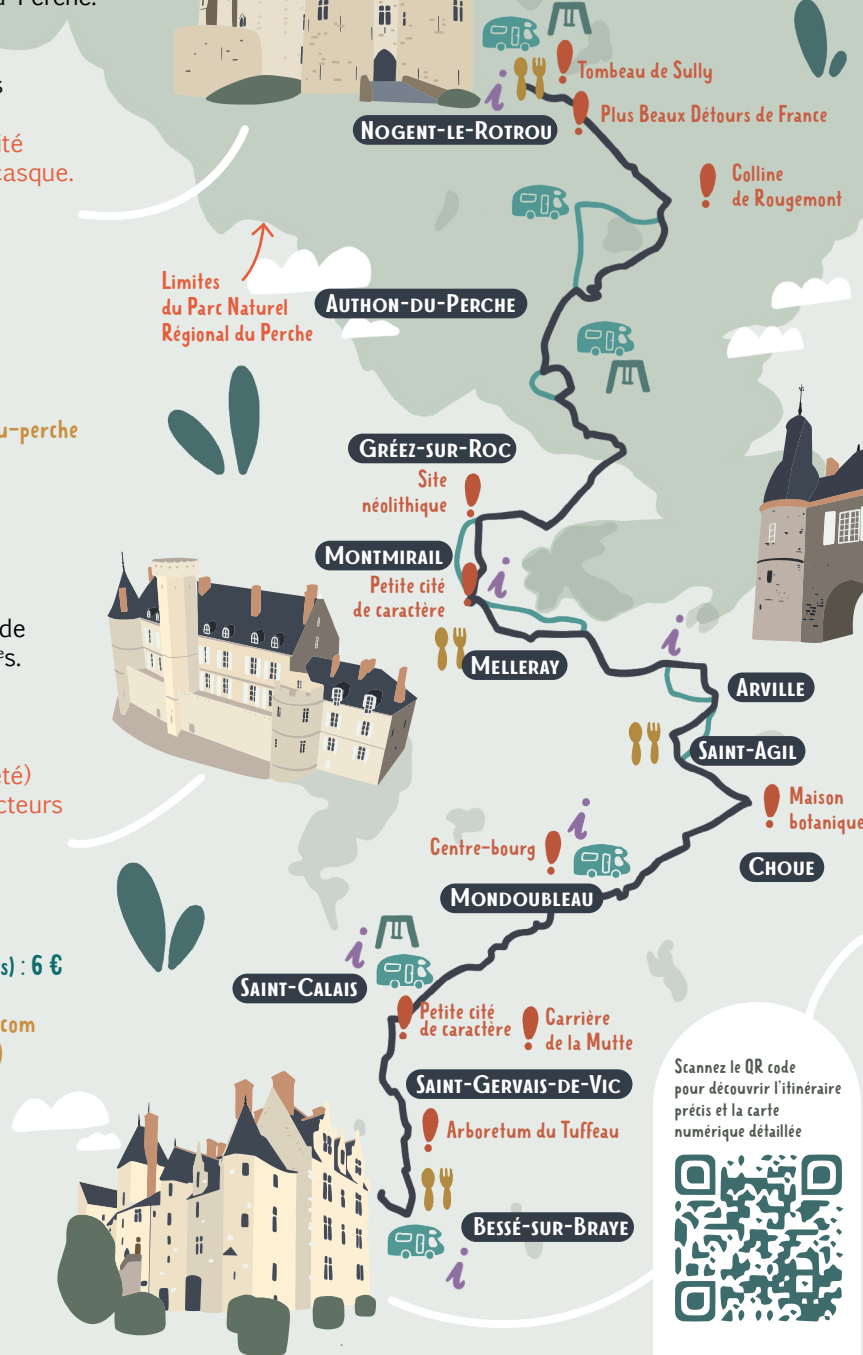 Perche.
s
ité
casque.
Tombeau de Sully
Plus Beaux Détours de France
NOGENT-LE-ROTROU
Colline
de Rougemont
Limites
du Parc Naturel
Régional du Perche
AUTHON-DU-PERCHE
u-perche
GRÉEZ-SUR-ROC
Site
néolithique
MONTMIRAIL
Petite cité
de caractère
de
ᵉs.
MELLERAY
ARVILLE
SAINT-AGIL
été)
cteurs
Maison
botanique
Centre-bourg
CHOUE
MONDOUBLEAU
s) : 6 €
SAINT-CALAIS
com
)
Petite cité
de caractère
Carrière
de la Mutte
SAINT-GERVAIS-DE-VIC
Arboretum du Tuffeau
BESSÉ-SUR-BRAYE
Scannez le QR code
pour découvrir l'itinéraire
précis et la carte
numérique détaillée